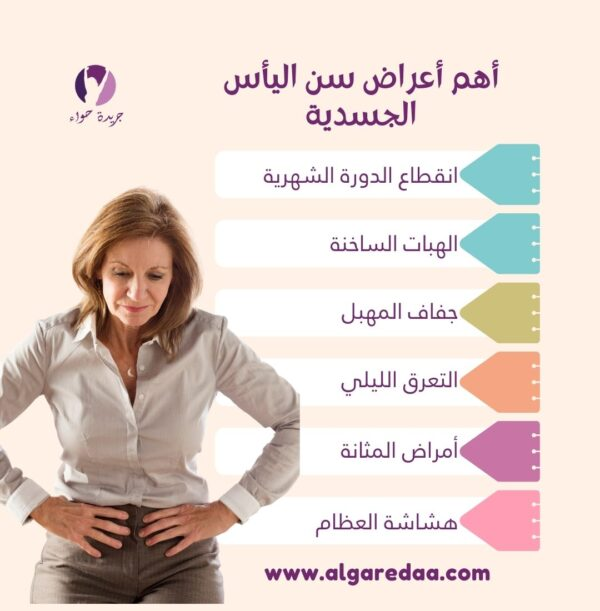 أهم أعراض سن اليأس
الجسدية
جريدة حواء
انقطاع الدورة الشهرية
الهبات الساخنة
جفاف المهبل
التعرق الليلي
أمراض المثانة
هشاشة العظام
www.algaredaa.com